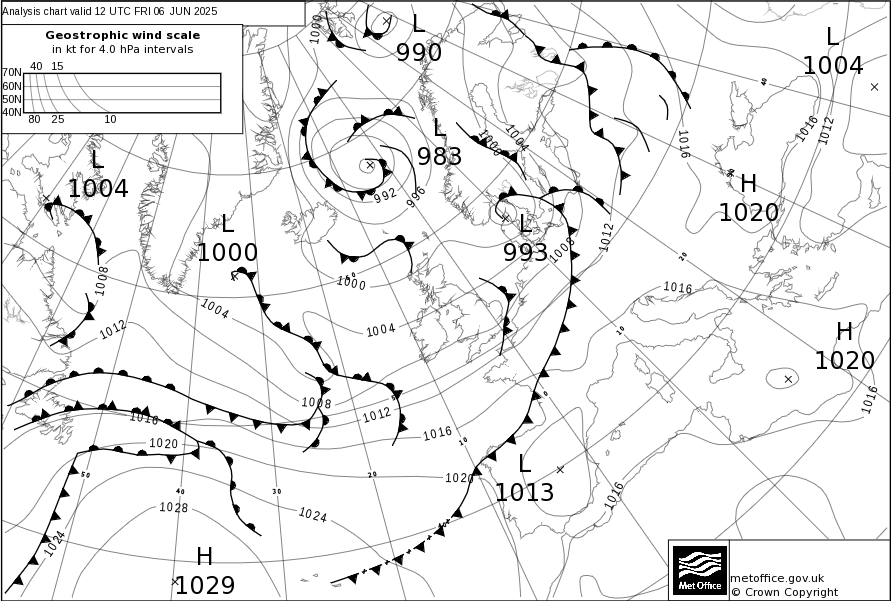 Analysis chart valid 12 UTC FRI 06 JUN 2025
Geostrophic wind scale
in kt for 4.0 hPa intervals
40 15
70N
60N
50N
40N
80 25 10
1000
L
990
L
1004
L
983
L
1004
L
1000
L
993
H
1020
H
1020
L
1013
H
1029
992
996
1000
1004
1008
1012
1016
1016
1012
1008
1004
1008
1012
1000
1004
1004
1008
1012
1016
1020
1016
1016
1020
1024
1028
1024
1016
1016
40
50
20
10
50
40
30
20
10
Met Office
metoffice.gov.uk
© Crown Copyright